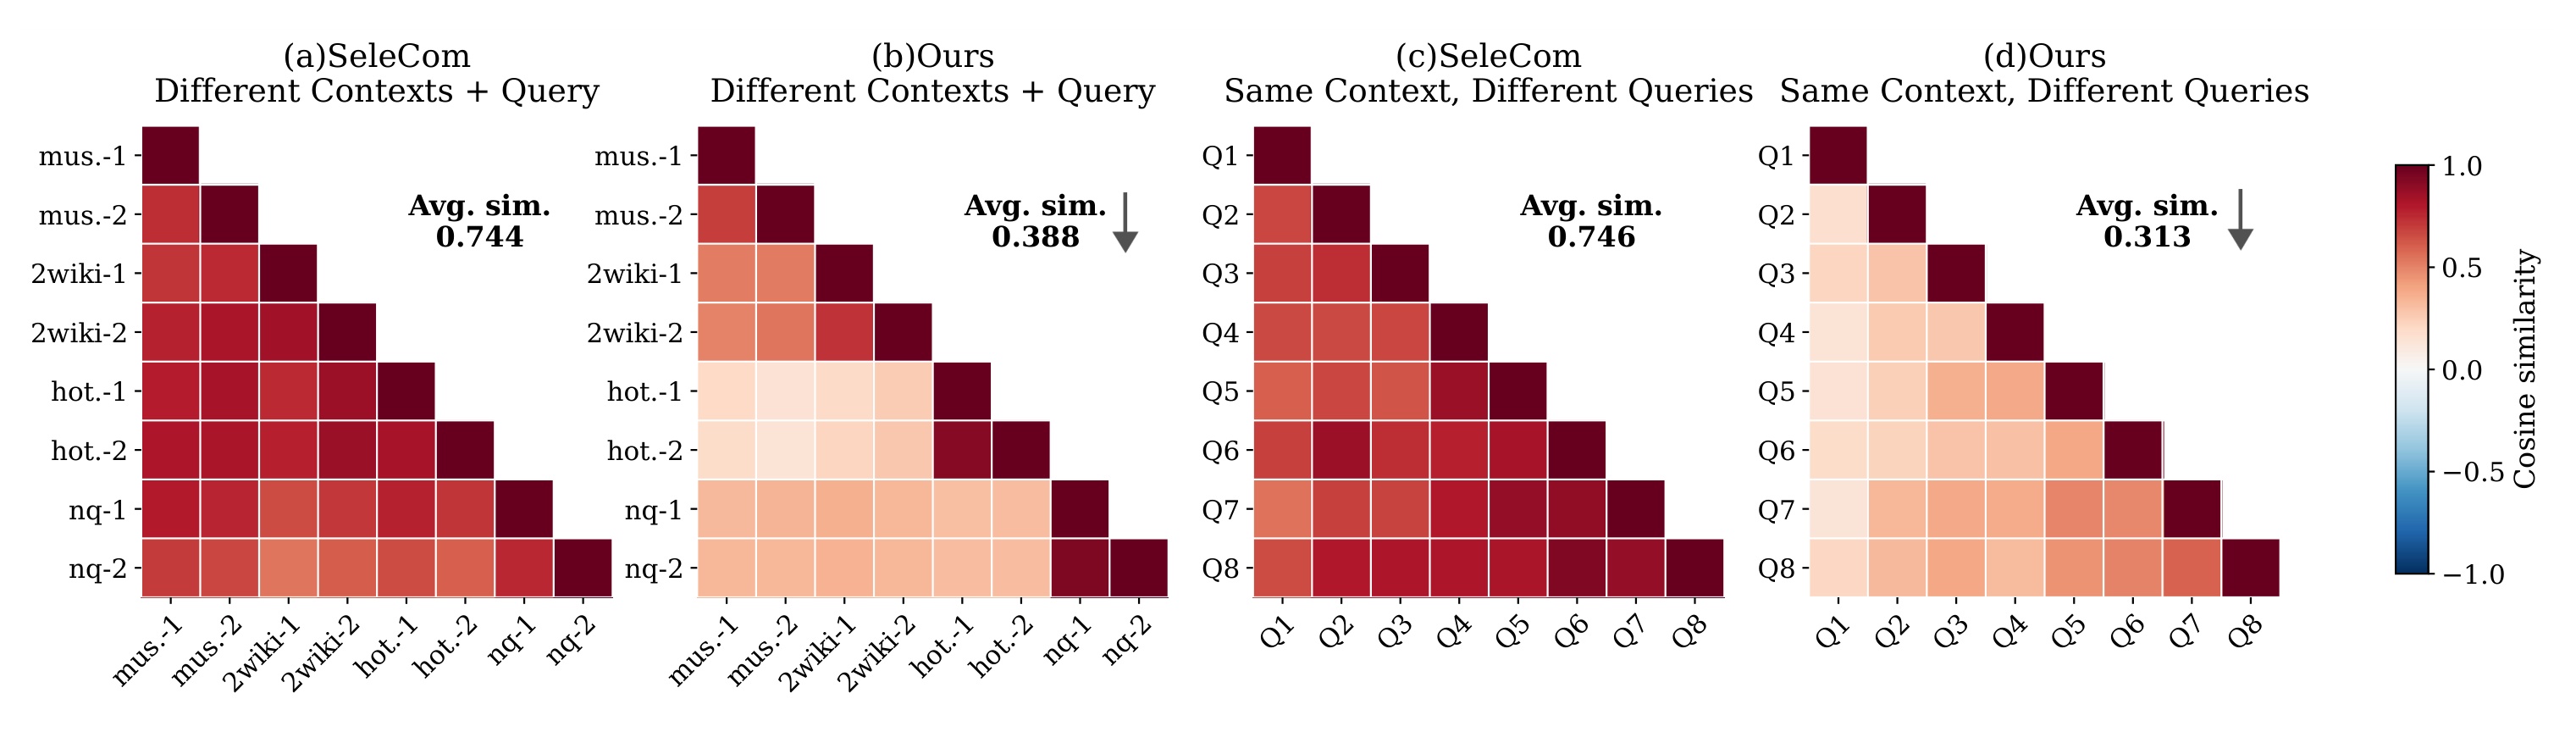 (a)SeleCom
Different Contexts + Query
mus.-1
mus.-2
2wiki-1
2wiki-2
hot.-1
hot.-2
nq-1
nq-2
Avg. sim.
0.744
mus.-1
mus.-2
2wiki-1
2wiki-2
hot.-1
hot.-2
nq-1
nq-2
(b)Ours
Different Contexts + Query
mus.-1
mus.-2
2wiki-1
2wiki-2
hot.-1
hot.-2
nq-1
nq-2
Avg. sim.
0.388
mus.-1
mus.-2
2wiki-1
2wiki-2
hot.-1
hot.-2
nq-1
nq-2
(c)SeleCom
Same Context, Different Queries
Q1
Q2
Q3
Q4
Q5
Q6
Q7
Q8
Avg. sim.
0.746
Q1
Q2
Q3
Q4
Q5
Q6
Q7
Q8
(d)Ours
Same Context, Different Queries
Q1
Q2
Q3
Q4
Q5
Q6
Q7
Q8
Avg. sim.
0.313
Q1
Q2
Q3
Q4
Q5
Q6
Q7
Q8
1.0
0.5
0.0
−0.5
−1.0
Cosine similarity